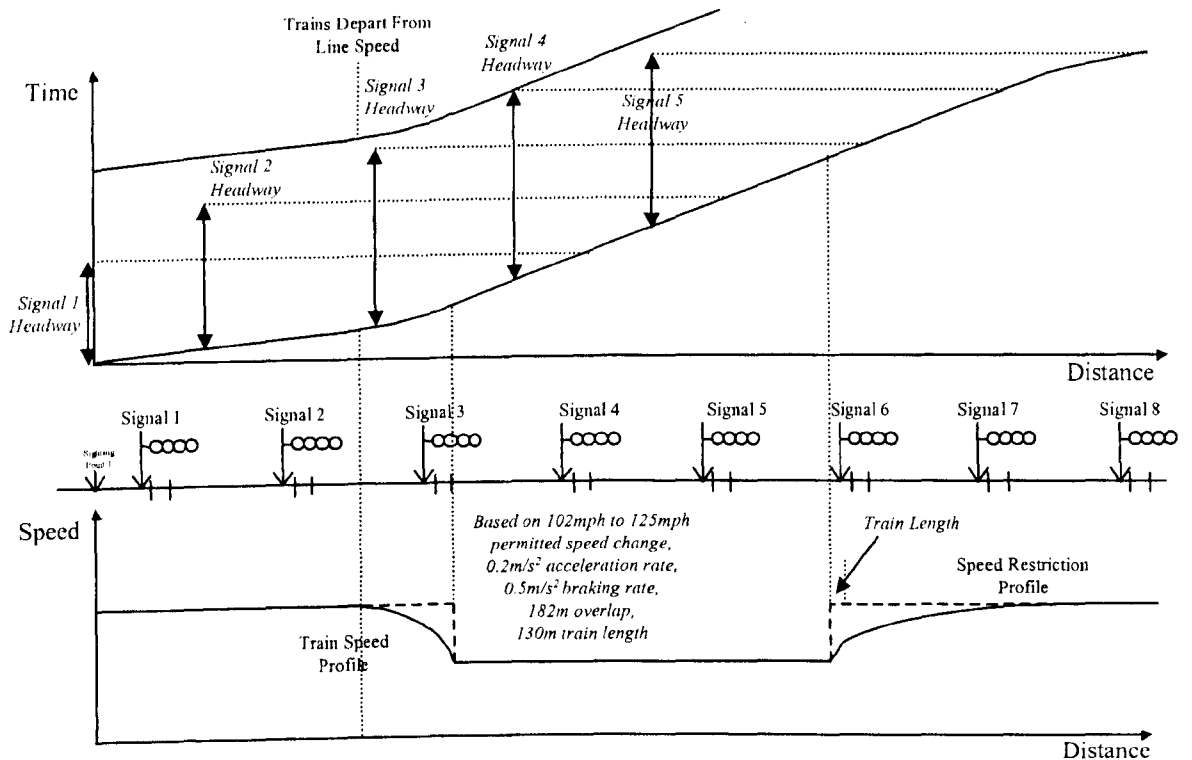 Trains Depart From
Line Speed
Time
Signal 4
Headway
Signal 3
Headway
Signal 5
Headway
Signal 2
Headway
Signal 1
Headway
Distance
Signal 1
Signal 2
Signal 3
Signal 4
Signal 5
Signal 6
Signal 7
Signal 8
Sighting
Point 1
Speed
Based on 102mph to 125mph
permitted speed change,
0.2m/s² acceleration rate,
0.5m/s² braking rate,
182m overlap,
130m train length
Train Length
Speed Restriction
Profile
Train Speed
Profile
Distance